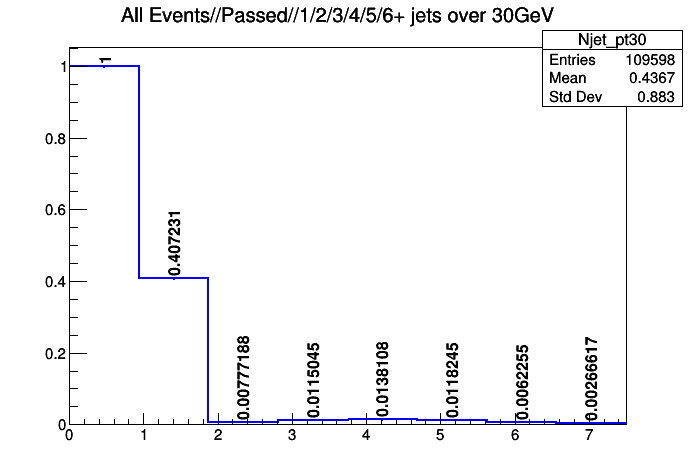 All Events//Passed//1/2/3/4/5/6+ jets over 30GeV
Njet_pt30
Entries 109598
Mean 0.4367
Std Dev 0.883
1
0.8
0.6
0.4
0.2
0
1
0.407231
0.00777188
0.0115045
0.0138108
0.0118245
0.0062255
0.00266617
0 1 2 3 4 5 6 7